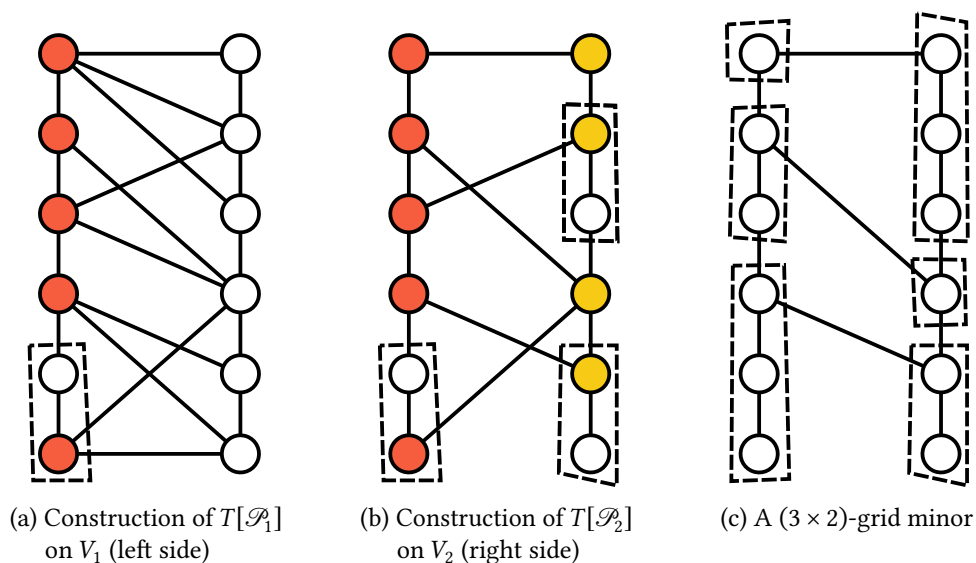 (a) Construction of T[𝒫₁]
on V₁ (left side)
(b) Construction of T[𝒫₂]
on V₂ (right side)
(c) A (3 × 2)-grid minor